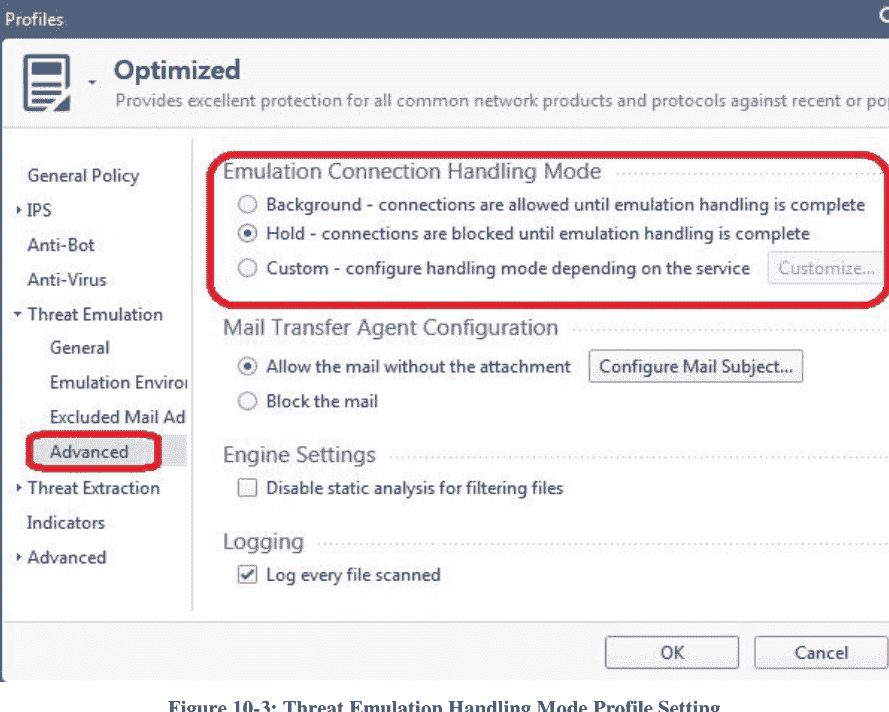 Profiles
Optimized
Provides excellent protection for all common network products and protocols against recent or
General Policy
IPS
Anti-Bot
Anti-Virus
Threat Emulation
General
Emulation
Excluded Mail Ad
Advanced
Threat Extraction
Indicators
Advanced
Emulation Connection Handling Mode
Background - connections are allowed until emulation handling is complete
Hold - connections are blocked until emulation handling is complete
Custom - configure handling mode depending on the service Customize...
Mail Transfer Agent Configuration
Allow the mail without the attachment Configure Mail Subject...
Block the mail
Engine Settings
Disable static analysis for filtering files
Logging
Log every file scanned
OK Cancel
Figure 10-3: Threat Emulation Handling Mode Profile Setting